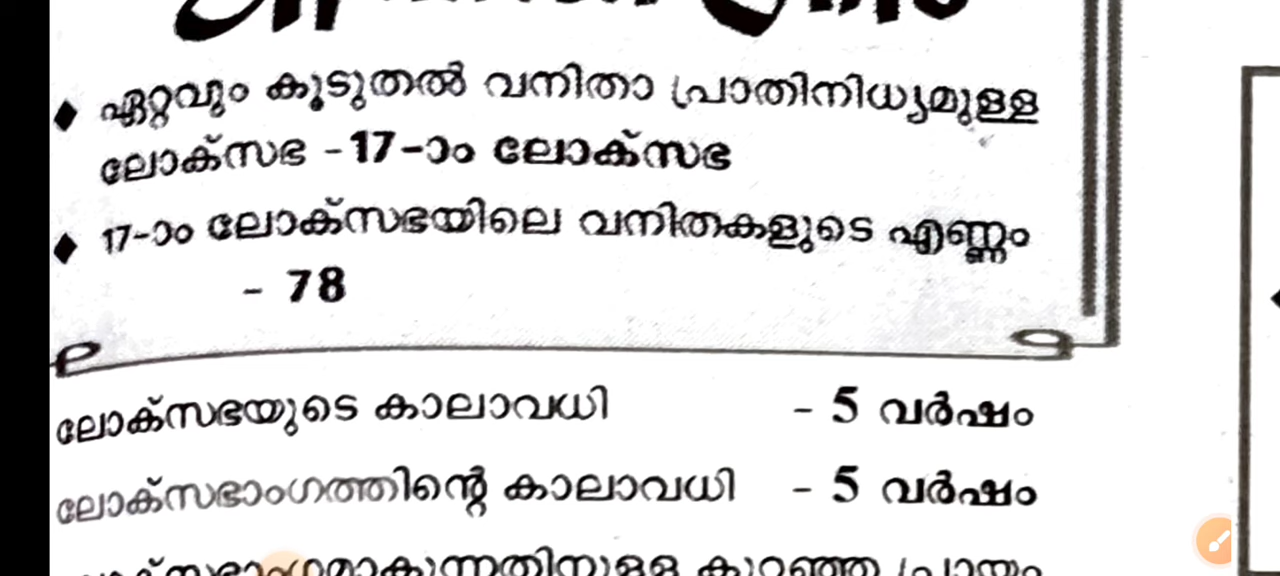 ♦ ഏറ്റവും കൂടുതൽ വനിതാ പ്രാതിനിധ്യമുള്ള
ലോക്സഭ - 17-ാം ലോക്സഭ
♦ 17-ാം ലോക്സഭയിലെ വനിതകളുടെ എണ്ണം
- 78
ലോക്സഭയുടെ കാലാവധി - 5 വർഷം
ലോക്സഭാംഗത്തിന്റെ കാലാവധി - 5 വർഷം
കുറഞ്ഞ പ്രായം